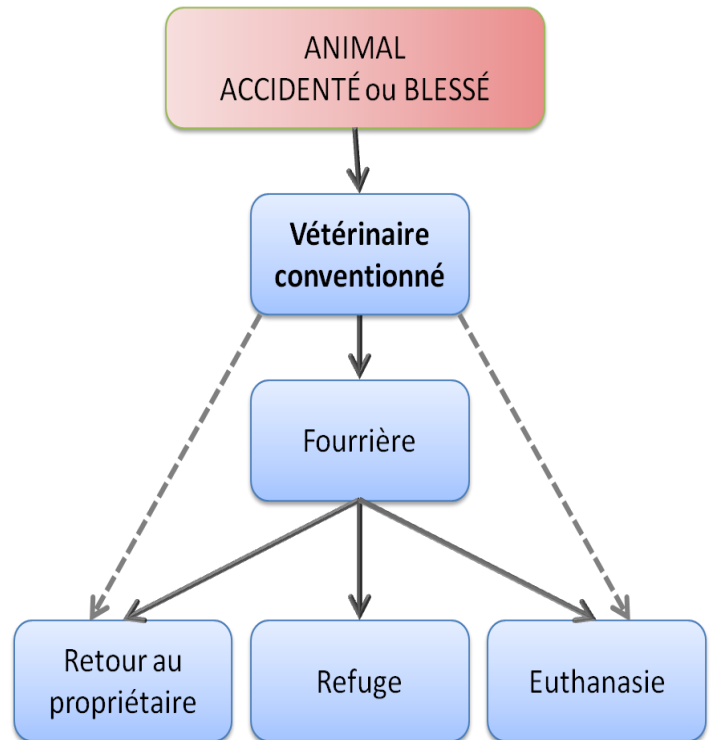 ANIMAL
ACCIDENTÉ ou BLESSÉ
Vétérinaire
conventionné
Fourrière
Retour au
propriétaire
Refuge
Euthanasie